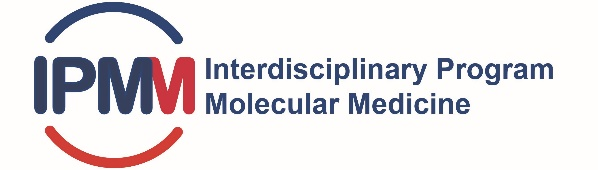 IPMM
Interdisciplinary Program
Molecular Medicine